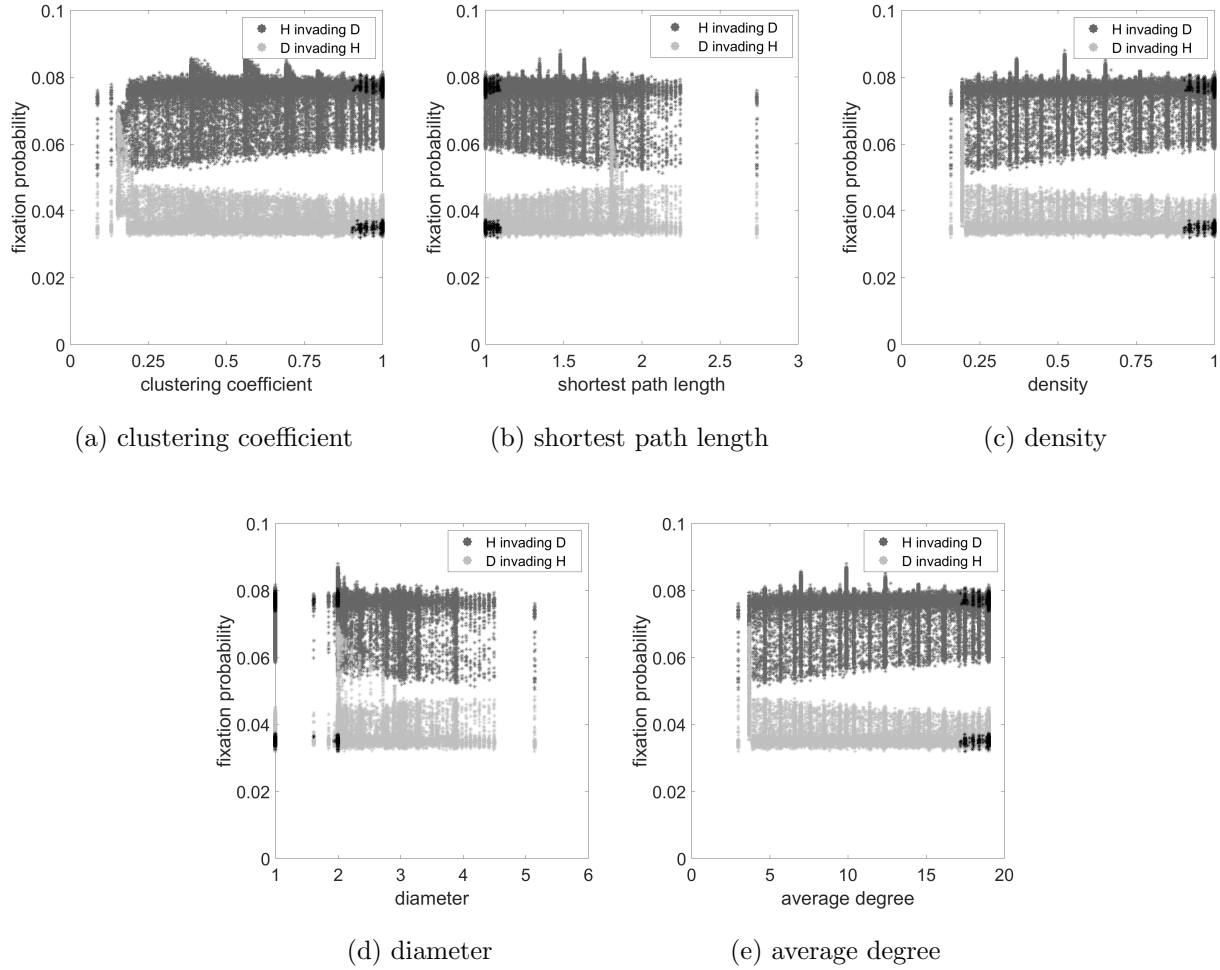 0.1
0.08
0.06
0.04
0.02
0
fixation probability
H invading D
D invading H
0 0.25 0.5 0.75 1
clustering coefficient
(a) clustering coefficient
0.1
0.08
0.06
0.04
0.02
0
fixation probability
H invading D
D invading H
1 1.5 2 2.5 3
shortest path length
(b) shortest path length
0.1
0.08
0.06
0.04
0.02
0
fixation probability
H invading D
D invading H
0 0.25 0.5 0.75 1
density
(c) density
0.1
0.08
0.06
0.04
0.02
0
fixation probability
H invading D
D invading H
1 2 3 4 5 6
diameter
(d) diameter
0.1
0.08
0.06
0.04
0.02
0
fixation probability
H invading D
D invading H
0 5 10 15 20
average degree
(e) average degree